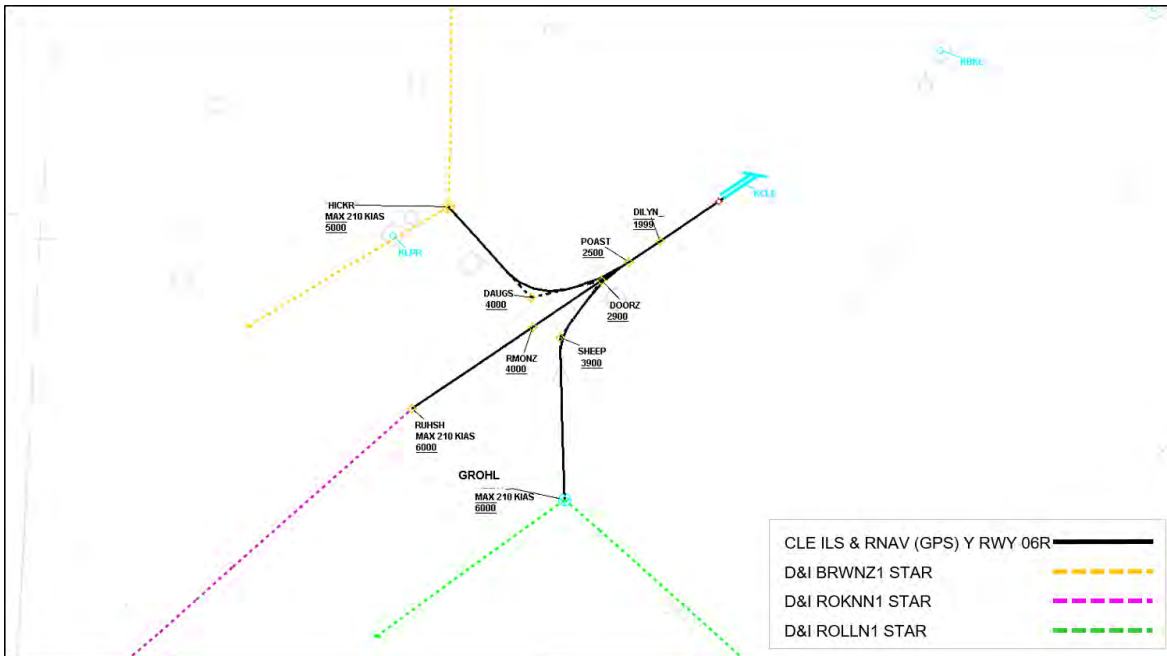 KBKL
KCLE
HICKR
MAX 210 KIAS
5000
KLPR
DILYN
1999
POAST
2500
DAUGS
4000
DOORZ
2900
RMONZ
4000
SHEEP
3900
RUHSH
MAX 210 KIAS
6000
GROHL
MAX 210 KIAS
6000
CLE ILS & RNAV (GPS) Y RWY 06R
D&I BRWNZ1 STAR
D&I ROKNN1 STAR
D&I ROLLN1 STAR